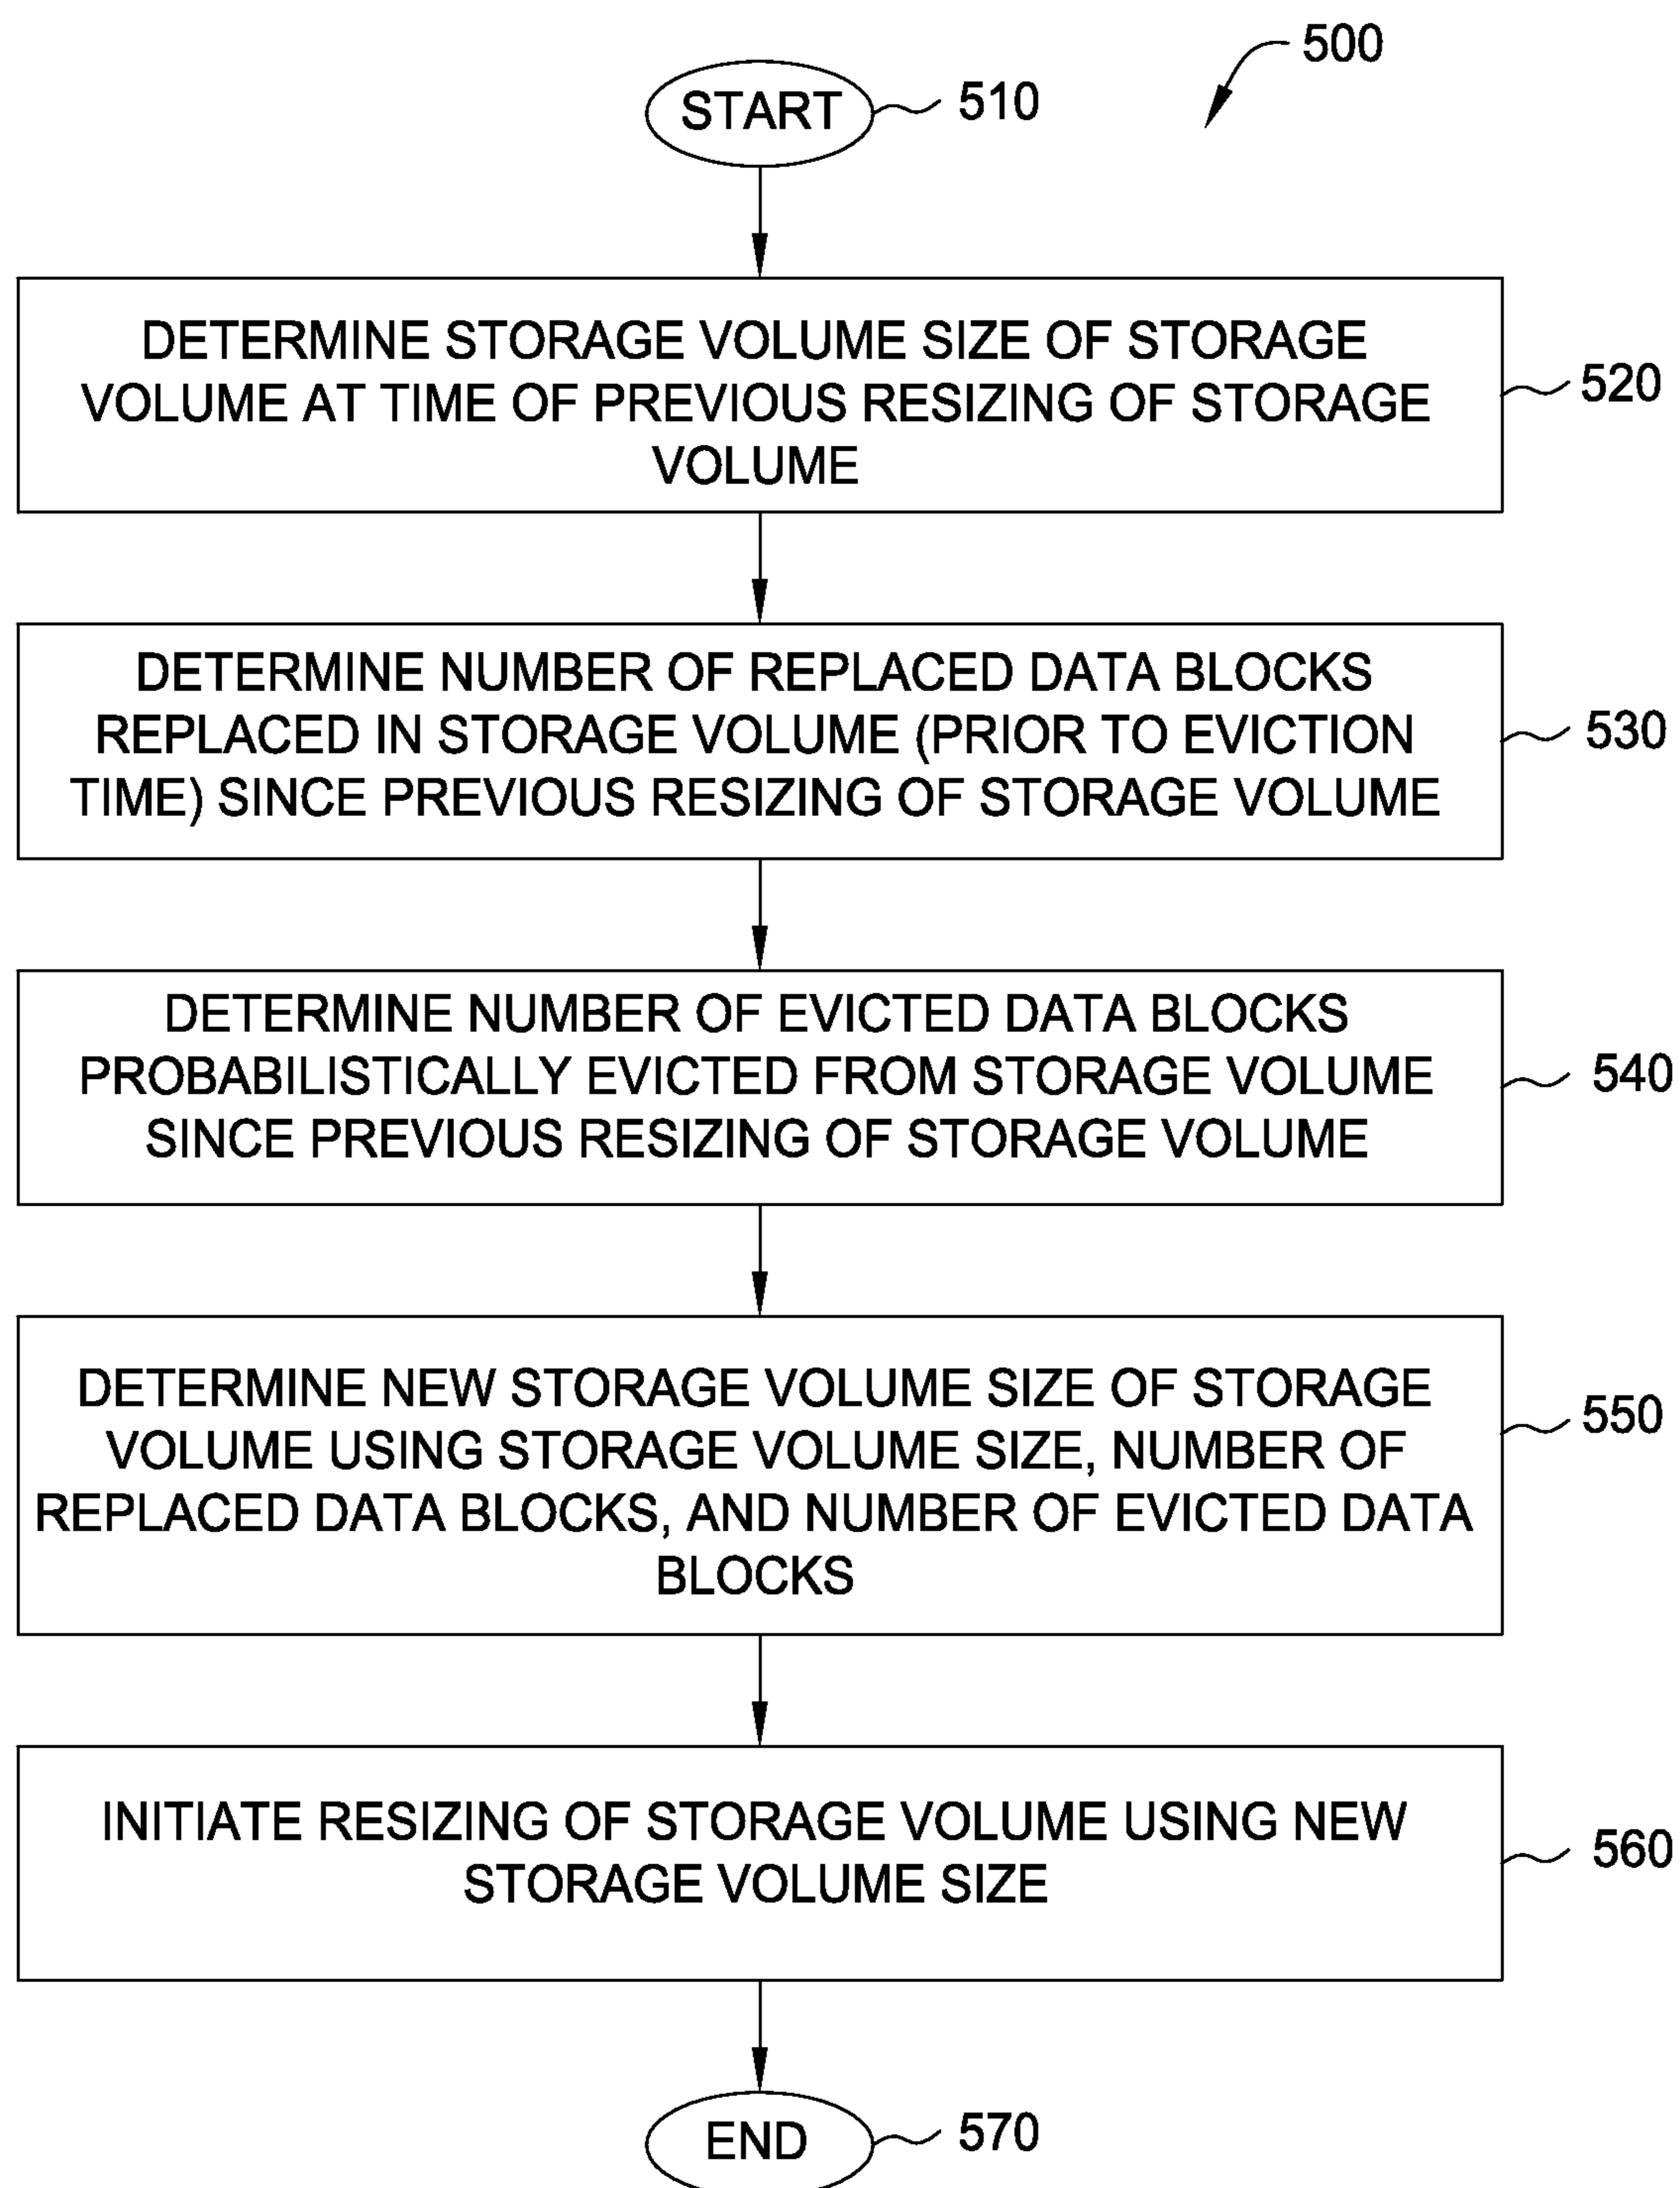 500
START
510
DETERMINE STORAGE VOLUME SIZE OF STORAGE
VOLUME AT TIME OF PREVIOUS RESIZING OF STORAGE
VOLUME
520
DETERMINE NUMBER OF REPLACED DATA BLOCKS
REPLACED IN STORAGE VOLUME (PRIOR TO EVICTION
TIME) SINCE PREVIOUS RESIZING OF STORAGE VOLUME
530
DETERMINE NUMBER OF EVICTED DATA BLOCKS
PROBABILISTICALLY EVICTED FROM STORAGE VOLUME
SINCE PREVIOUS RESIZING OF STORAGE VOLUME
540
DETERMINE NEW STORAGE VOLUME SIZE OF STORAGE
VOLUME USING STORAGE VOLUME SIZE, NUMBER OF
REPLACED DATA BLOCKS, AND NUMBER OF EVICTED DATA
BLOCKS
550
INITIATE RESIZING OF STORAGE VOLUME USING NEW
STORAGE VOLUME SIZE
560
END
570